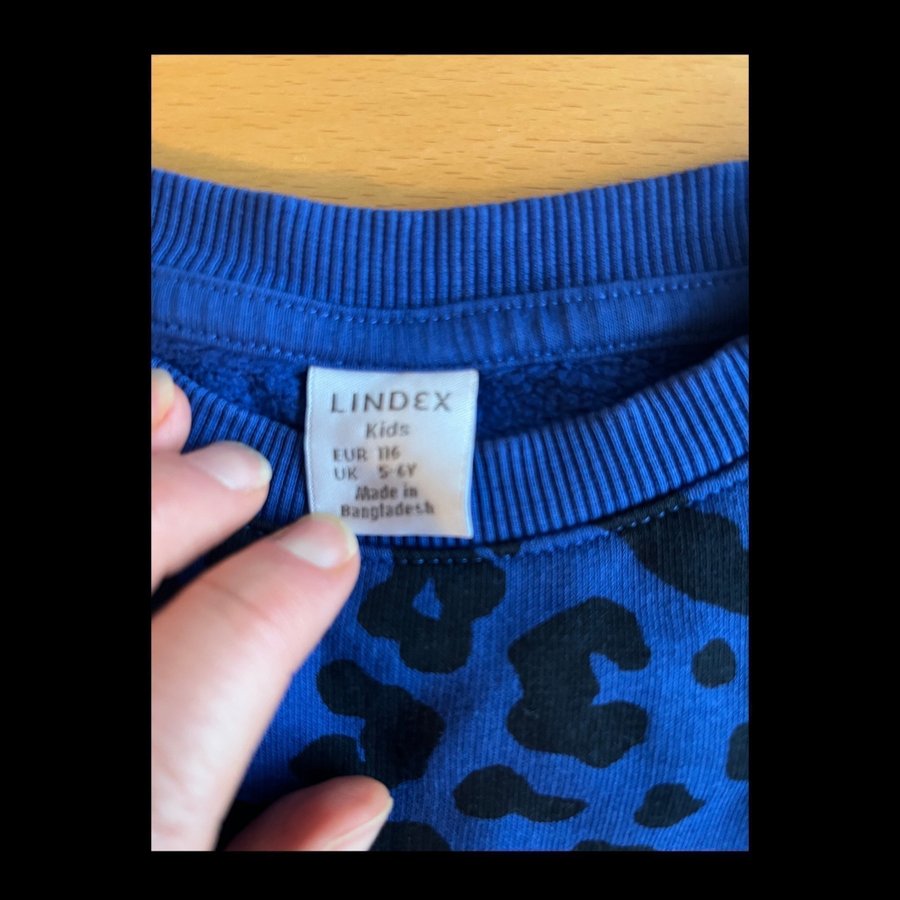 LINDEX
Kids
EUR 116
UK 5-6Y
Made in
Bangladesh